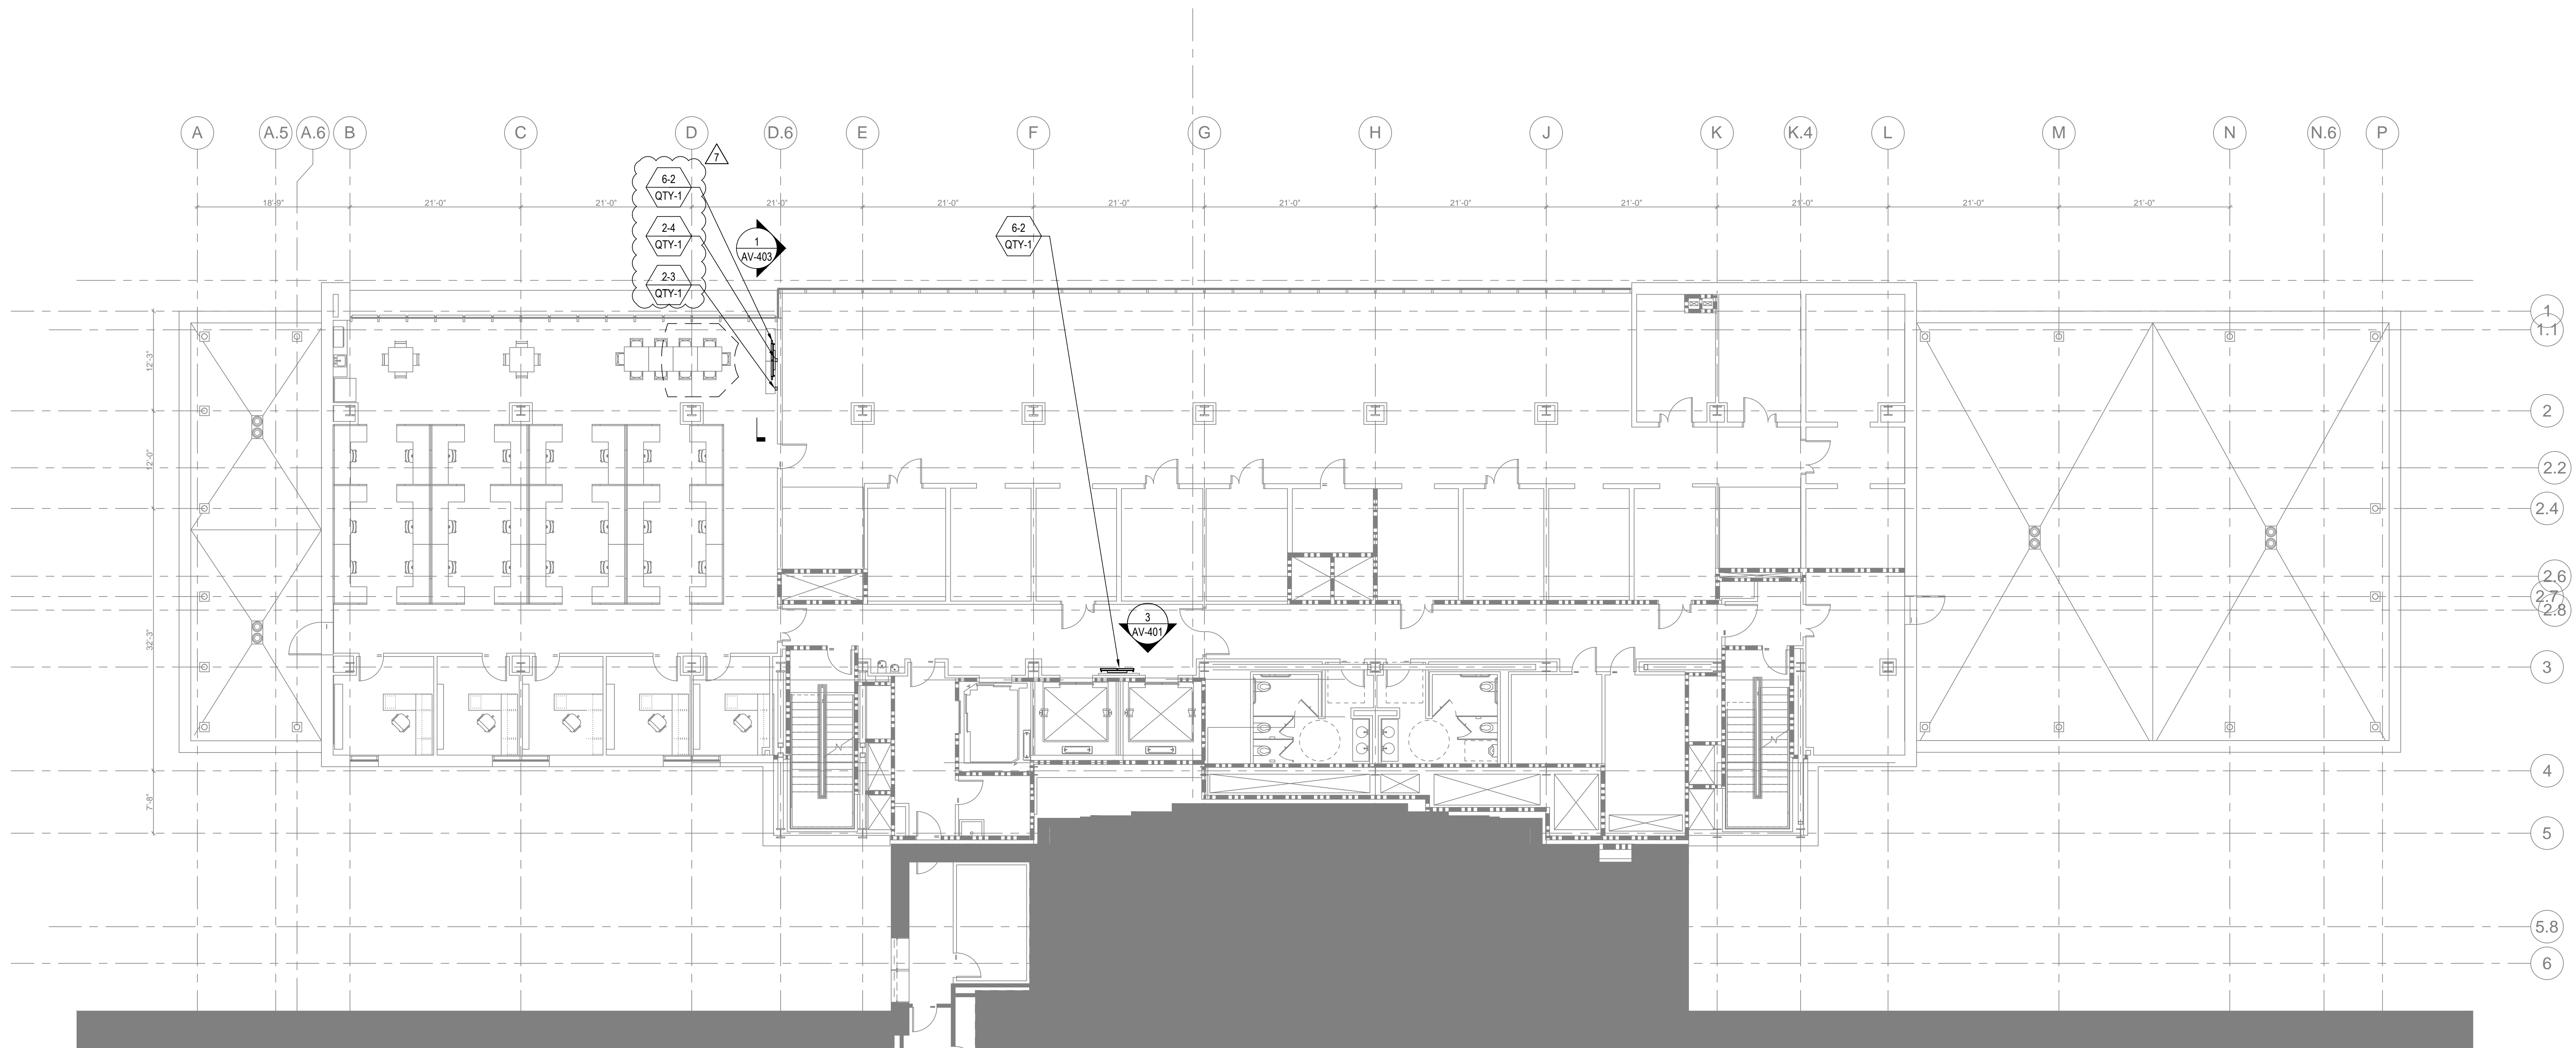 A
A.5
A.6
B
C
D
D.6
E
F
G
H
J
K
K.4
L
M
N
N.6
P
7
6-2
QTY-1
2-4
QTY-1
2-3
QTY-1
1
AV-403
6-2
QTY-1
18'-9"
21'-0"
21'-0"
21'-0"
21'-0"
21'-0"
21'-0"
21'-0"
21'-0"
21'-0"
21'-0"
21'-0"
12'-3"
12'-0"
32'-3"
7'-8"
3
AV-401
1
1.1
2
2.2
2.4
2.6
2.7
2.8
3
4
5
5.8
6